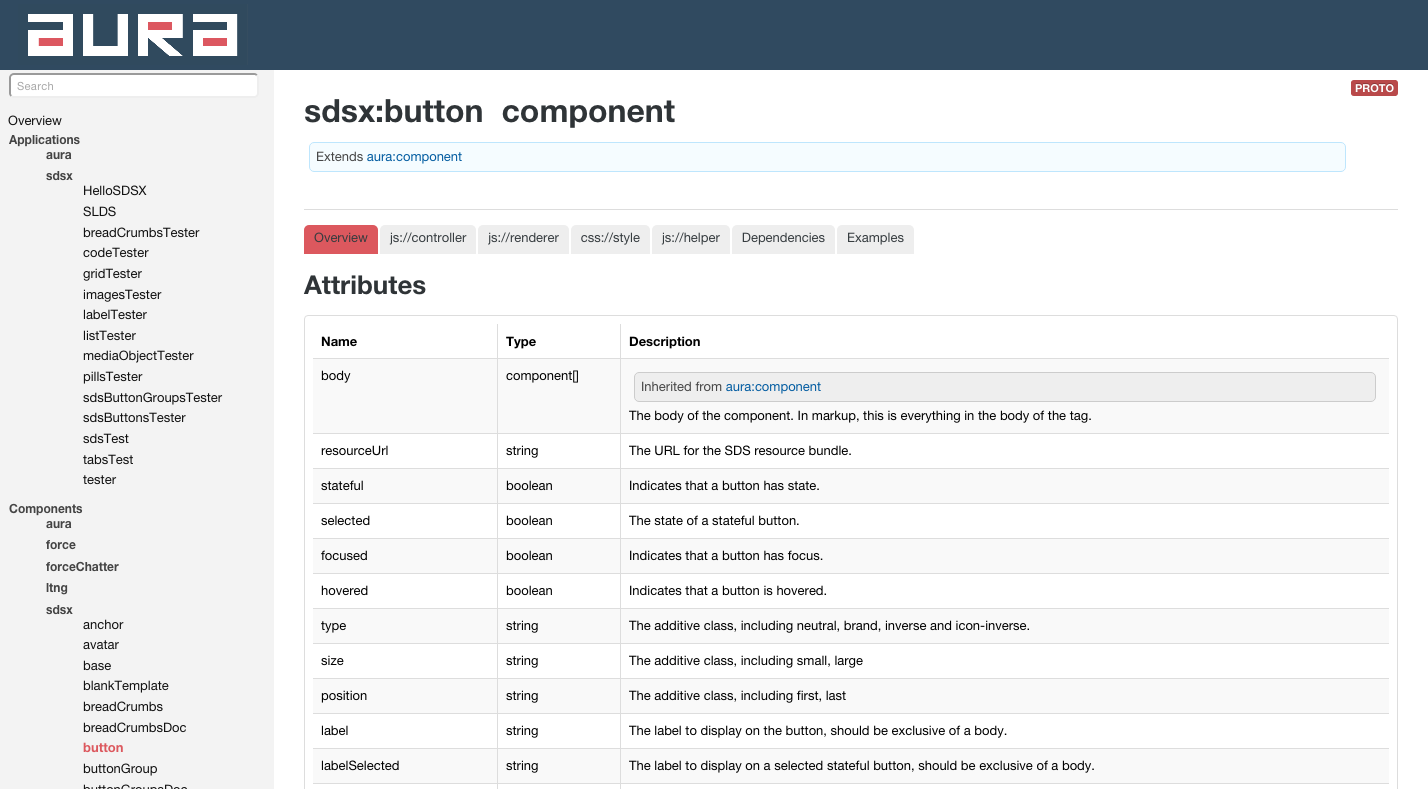 aura
Search
Overview
Applications
aura
sdsx
HelloSDSX
SLDS
breadCrumbsTester
codeTester
gridTester
imagesTester
labelTester
listTester
mediaObjectTester
pillsTester
sdsButtonGroupsTester
sdsButtonsTester
sdsTest
tabsTest
tester
Components
aura
force
forceChatter
ltng
sdsx
anchor
avatar
base
blankTemplate
breadCrumbs
breadCrumbsDoc
button
buttonGroup
buttonGroupsDoc
PROTO
sdsx:button component
Extends aura:component
Overview js://controller js://renderer css://style js://helper Dependencies Examples
Attributes
Name Type Description
body component[] Inherited from aura:component
The body of the component. In markup, this is everything in the body of the tag.
resourceUrl string The URL for the SDS resource bundle.
stateful boolean Indicates that a button has state.
selected boolean The state of a stateful button.
focused boolean Indicates that a button has focus.
hovered boolean Indicates that a button is hovered.
type string The additive class, including neutral, brand, inverse and icon-inverse.
size string The additive class, including small, large
position string The additive class, including first, last
label string The label to display on the button, should be exclusive of a body.
labelSelected string The label to display on a selected stateful button, should be exclusive of a body.